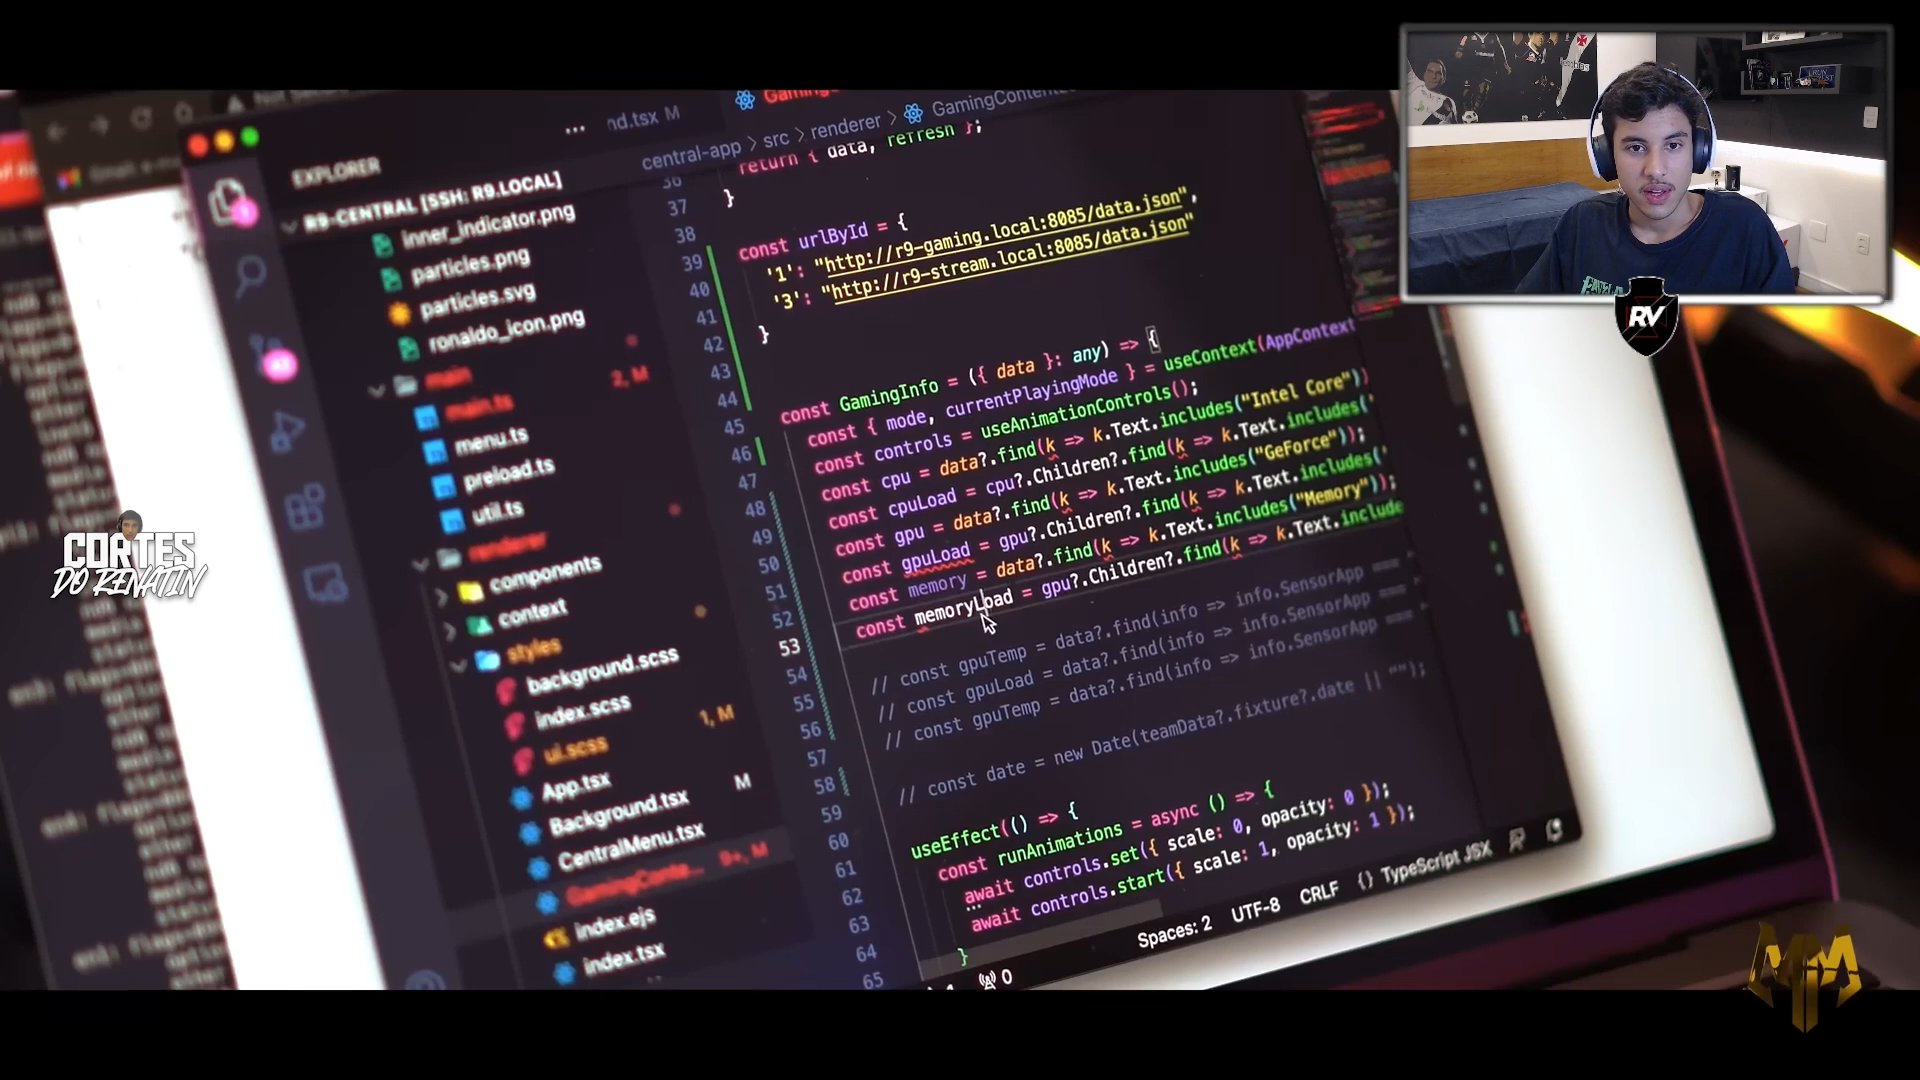 EXPLORER
R9-CENTRAL [SSH: R9.LOCAL]
inner_indicator.png
particles.png
particles.svg
ronaldo_icon.png
main
2, M
main.ts
menu.ts
preload.ts
util.ts
renderer
components
context
styles
background.scss
index.scss
1, M
ui.scss
App.tsx
Background.tsx
M
CentralMenu.tsx
GamingConte...
9+, M
index.ejs
index.tsx
nd.tsx M
central-app > src > renderer >
36
return { data, refresh };
37
}
38
39
const urlById = {
40
'1': "http://r9-gaming.local:8085/data.json",
41
'3': "http://r9-stream.local:8085/data.json"
42
}
43
44
45
const GamingInfo = ({ data }: any) => {
46
const { mode, currentPlayingMode } = useContext(AppContext
47
const controls = useAnimationControls();
48
const cpu = data?.find(k => k.Text.includes("Intel Core"))
49
const cpuLoad = cpu?.Children?.find(k => k.Text.includes('
50
const gpu = data?.find(k => k.Text.includes("GeForce"));
51
const gpuLoad = gpu?.Children?.find(k => k.Text.includes('
52
const memory = data?.find(k => k.Text.includes("Memory"));
53
const memoryLoad = gpu?.Children?.find(k => k.Text.include
54
55
// const gpuTemp = data?.find(info => info.SensorApp ===
56
// const gpuLoad = data?.find(info => info.SensorApp ===
57
// const gpuTemp = data?.find(info => info.SensorApp ===
58
59
// const date = new Date(teamData?.fixture?.date || "");
60
61
useEffect(() => {
62
const runAnimations = async () => {
63
await controls.set({ scale: 0, opacity: 0 });
64
await controls.start({ scale: 1, opacity: 1 });
65
}
0
Spaces: 2
UTF-8
CRLF
{} TypeScript JSX
CORTES
DO RENATIN
RV